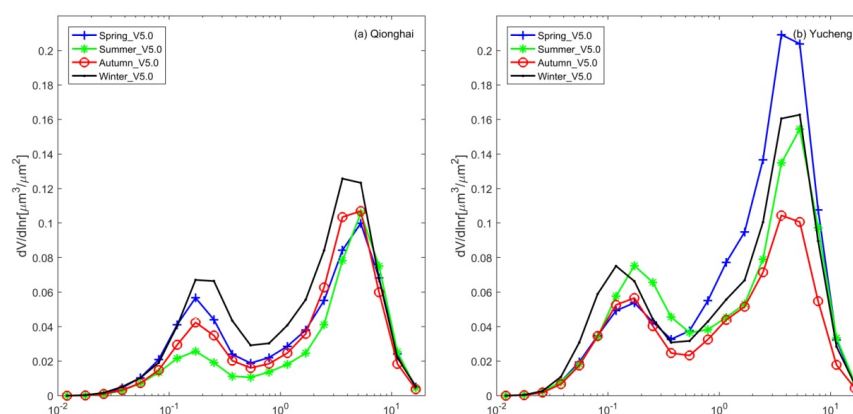 (a) Qionghai
Spring_V5.0
Summer_V5.0
Autumn_V5.0
Winter_V5.0
dV/dlnr[μm³/μm²]
0.2
0.18
0.16
0.14
0.12
0.1
0.08
0.06
0.04
0.02
0
10⁻²
10⁻¹
10⁰
10¹
(b) Yucheng
Spring_V5.0
Summer_V5.0
Autumn_V5.0
Winter_V5.0
dV/dlnr[μm³/μm²]
0.2
0.18
0.16
0.14
0.12
0.1
0.08
0.06
0.04
0.02
0
10⁻²
10⁻¹
10⁰
10¹